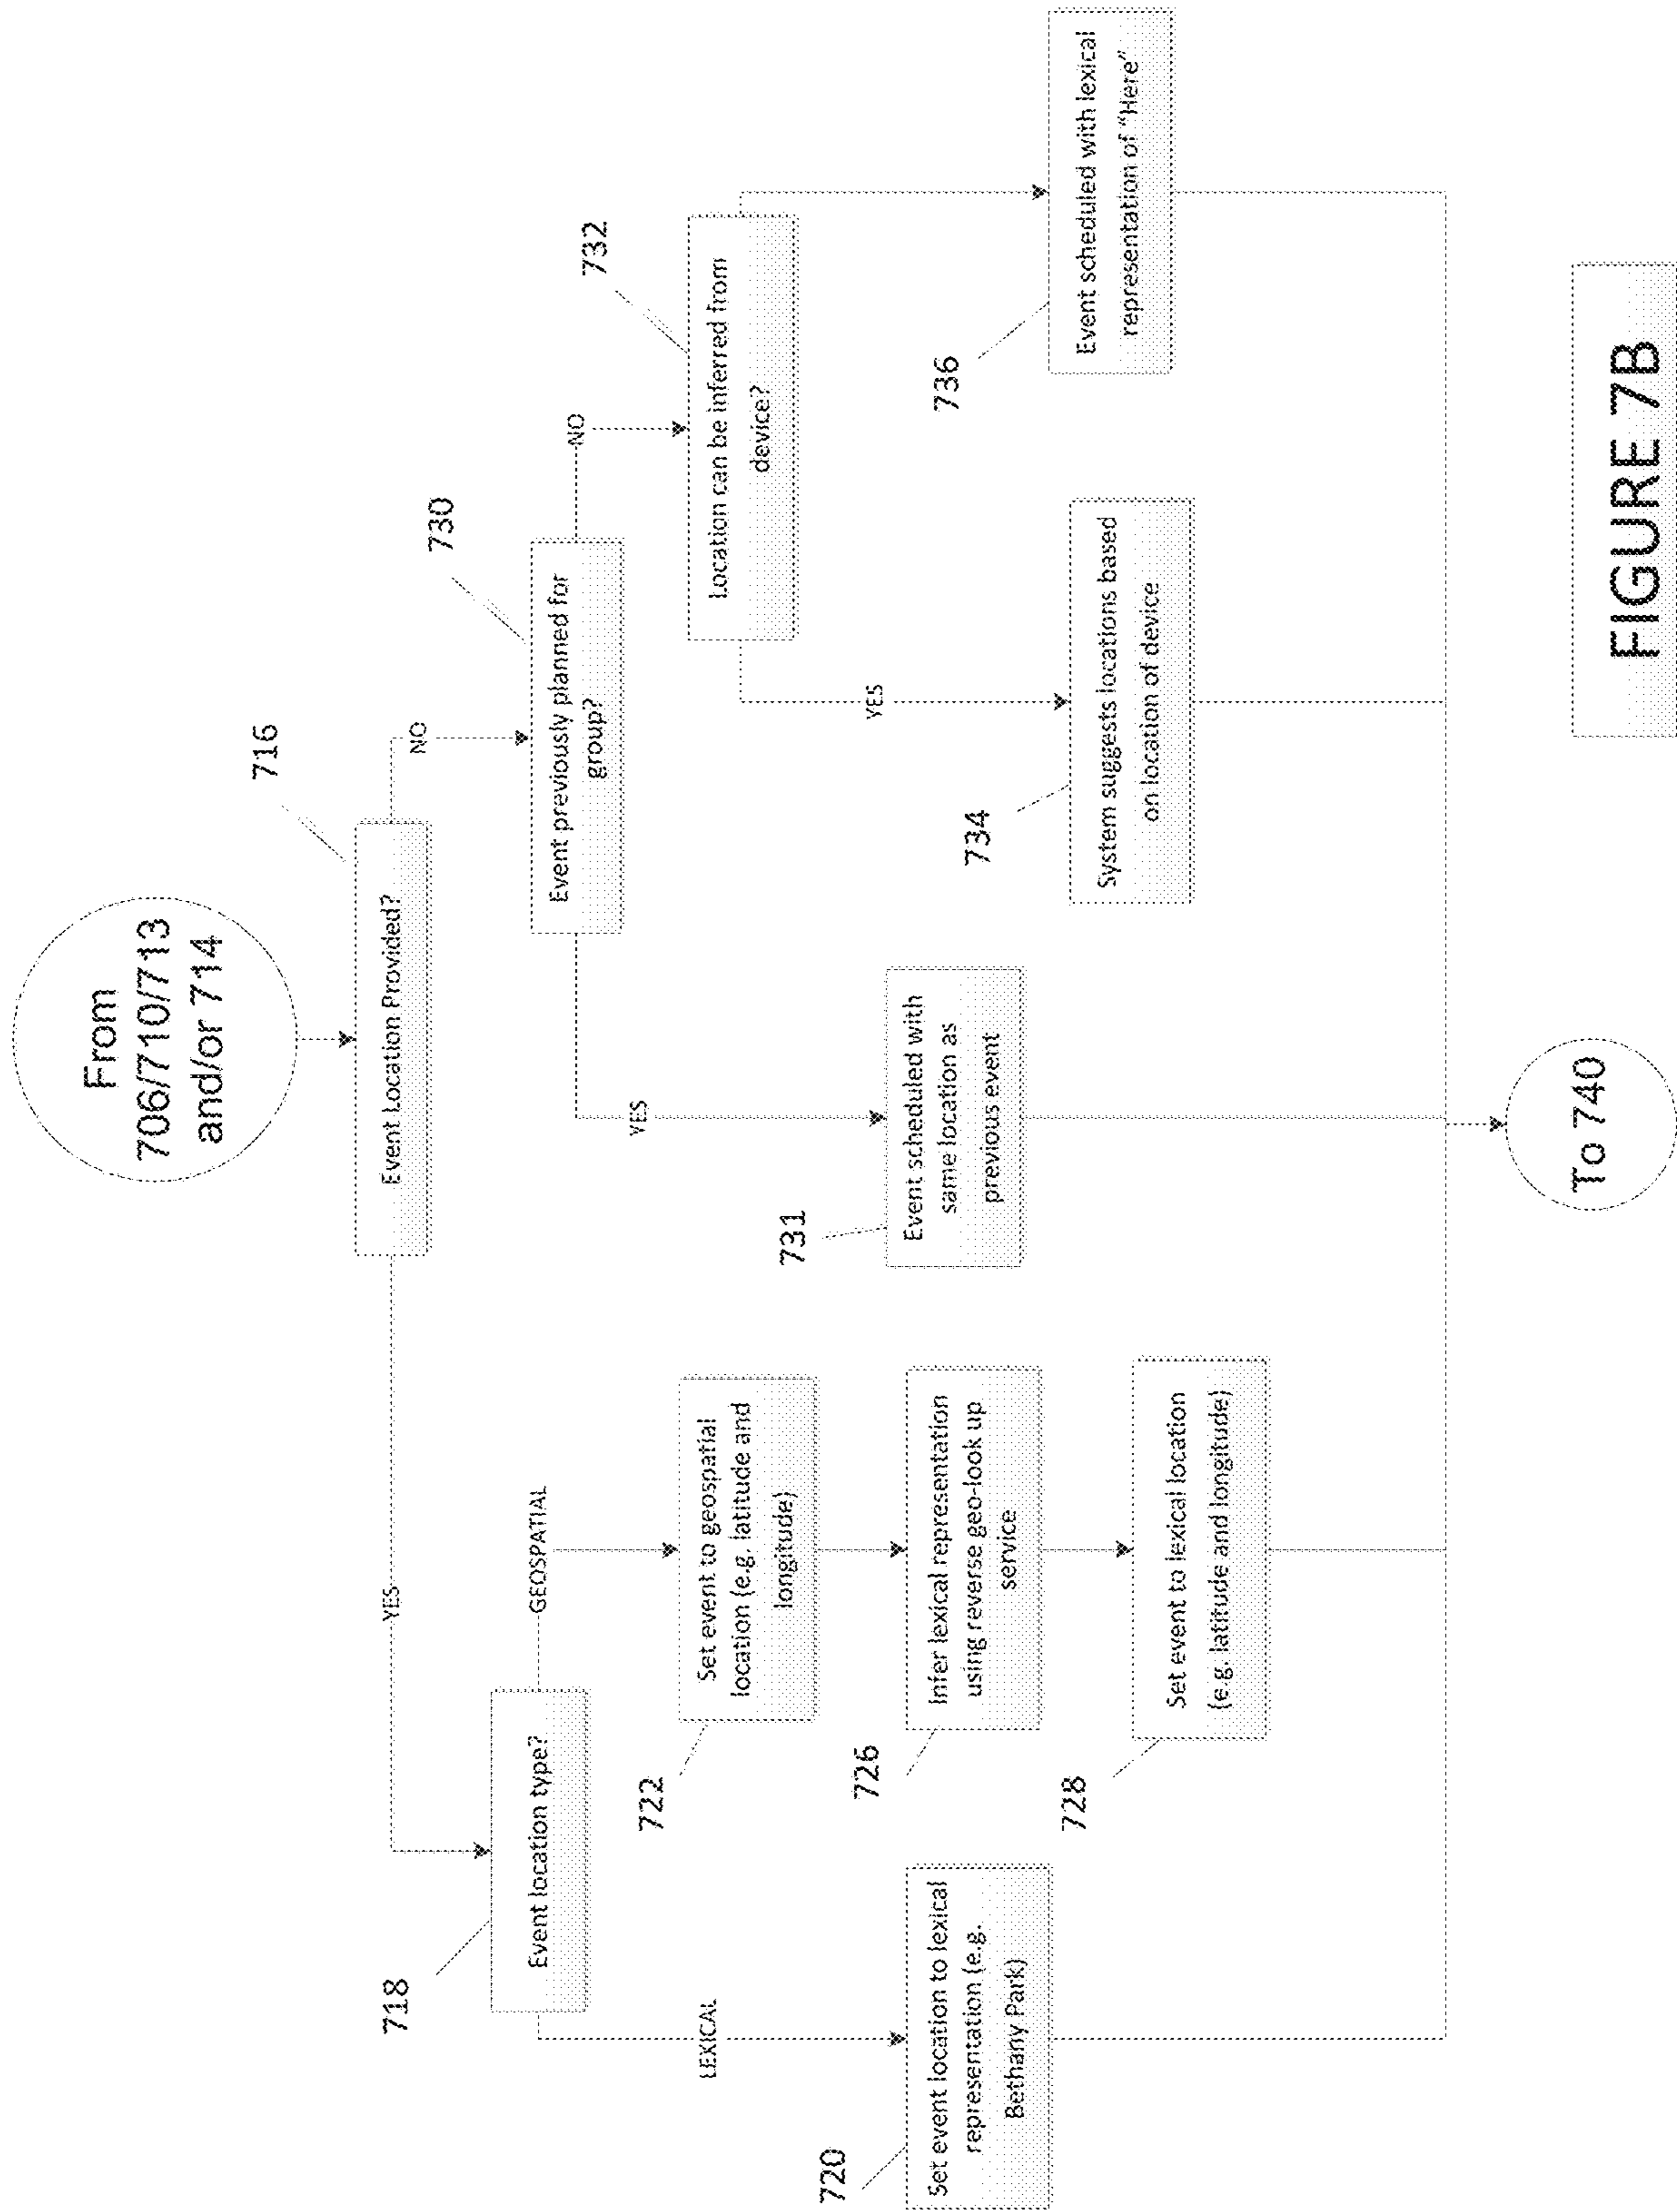 From
706/710/713
and/or 714
716
Event Location Provided?
YES
NO
718
Event location type?
730
Event previously planned for
group?
LEXICAL
GEOSPATIAL
YES
NO
722
Set event to geospatial
location (e.g. latitude and
longitude)
732
Location can be inferred from
device?
720
Set event location to lexical
representation (e.g.
Bethany Park)
726
Infer lexical representation
using reverse geo-look up
service
731
Event scheduled with
same location as
previous event
YES
728
Set event to lexical location
(e.g. latitude and longitude)
734
System suggests locations based
on location of device
736
Event scheduled with lexical
representation of "Here"
To 740
FIGURE 7B